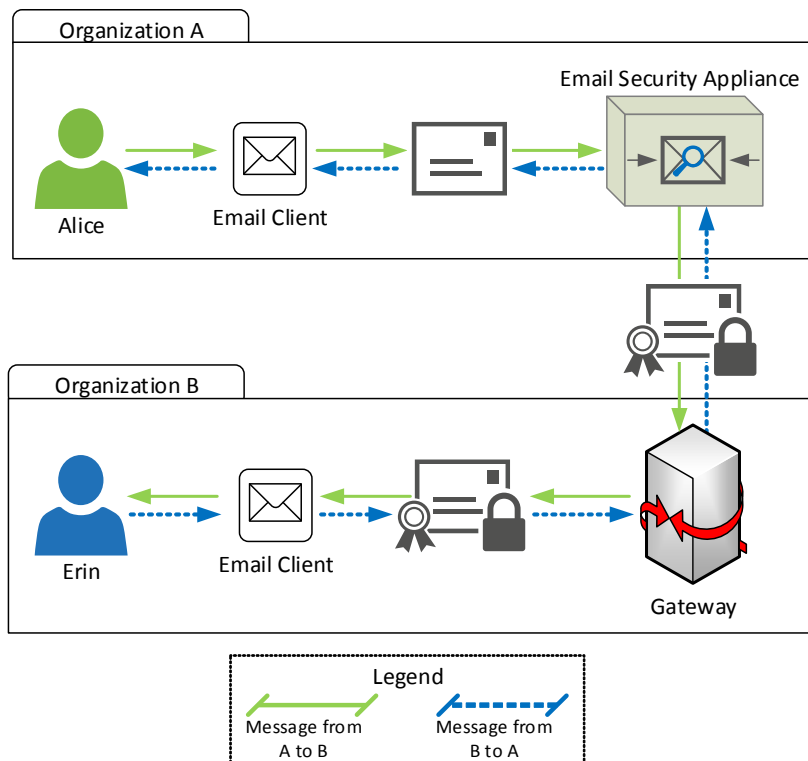 Organization A
Email Security Appliance
Alice
Email Client
Organization B
Erin
Email Client
Gateway
Legend
Message from
A to B
Message from
B to A